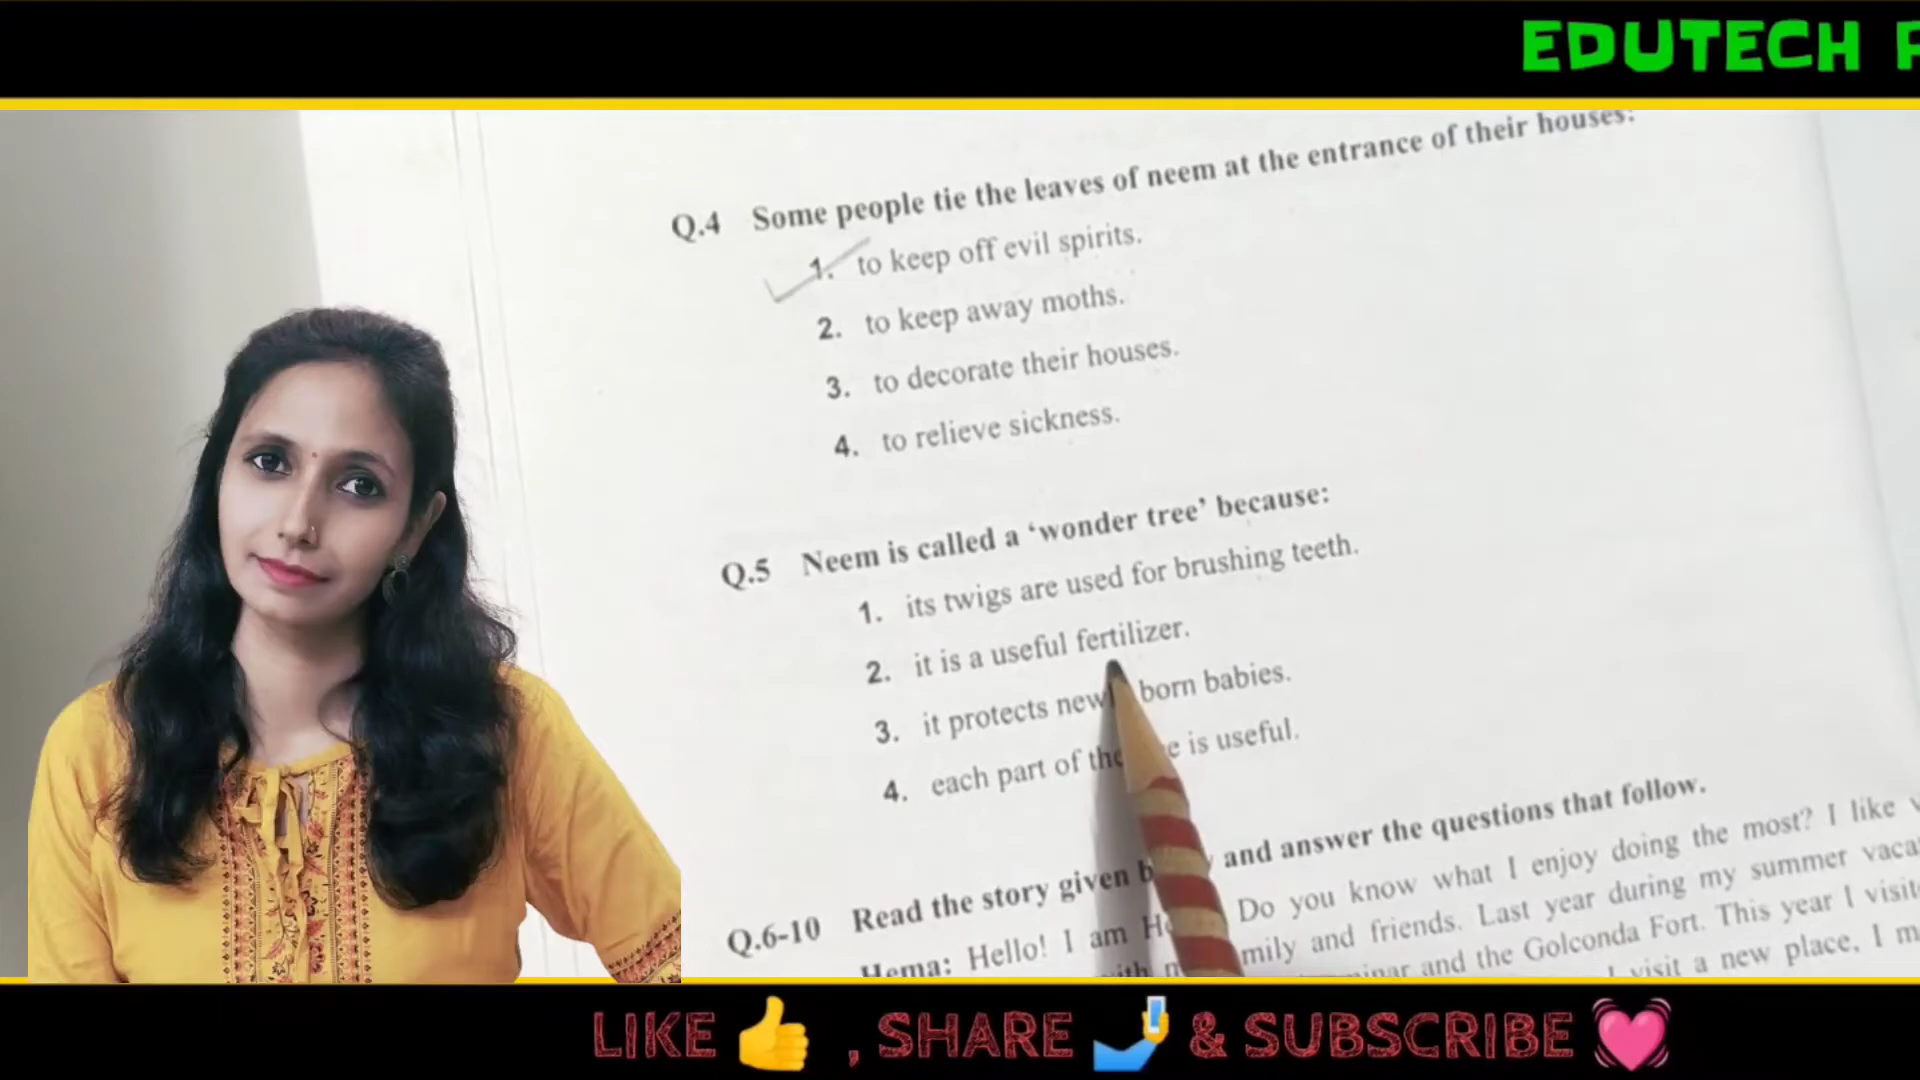 EDUTECH
Q.4 Some people tie the leaves of neem at the entrance of their houses:
1. to keep off evil spirits.
2. to keep away moths.
3. to decorate their houses.
4. to relieve sickness.
Q.5 Neem is called a ‘wonder tree’ because:
1. its twigs are used for brushing teeth.
2. it is a useful fertilizer.
3. it protects born babies.
4. each part of is useful.
Q.6-10 Read the story given and answer the questions that follow.
Hema: Hello! I am Do you know what I enjoy doing the most? I like
and friends. Last year during my summer
and the Golconda Fort. This year I
I visit a new place, I
LIKE 👍 , SHARE 🤳 & SUBSCRIBE 💓